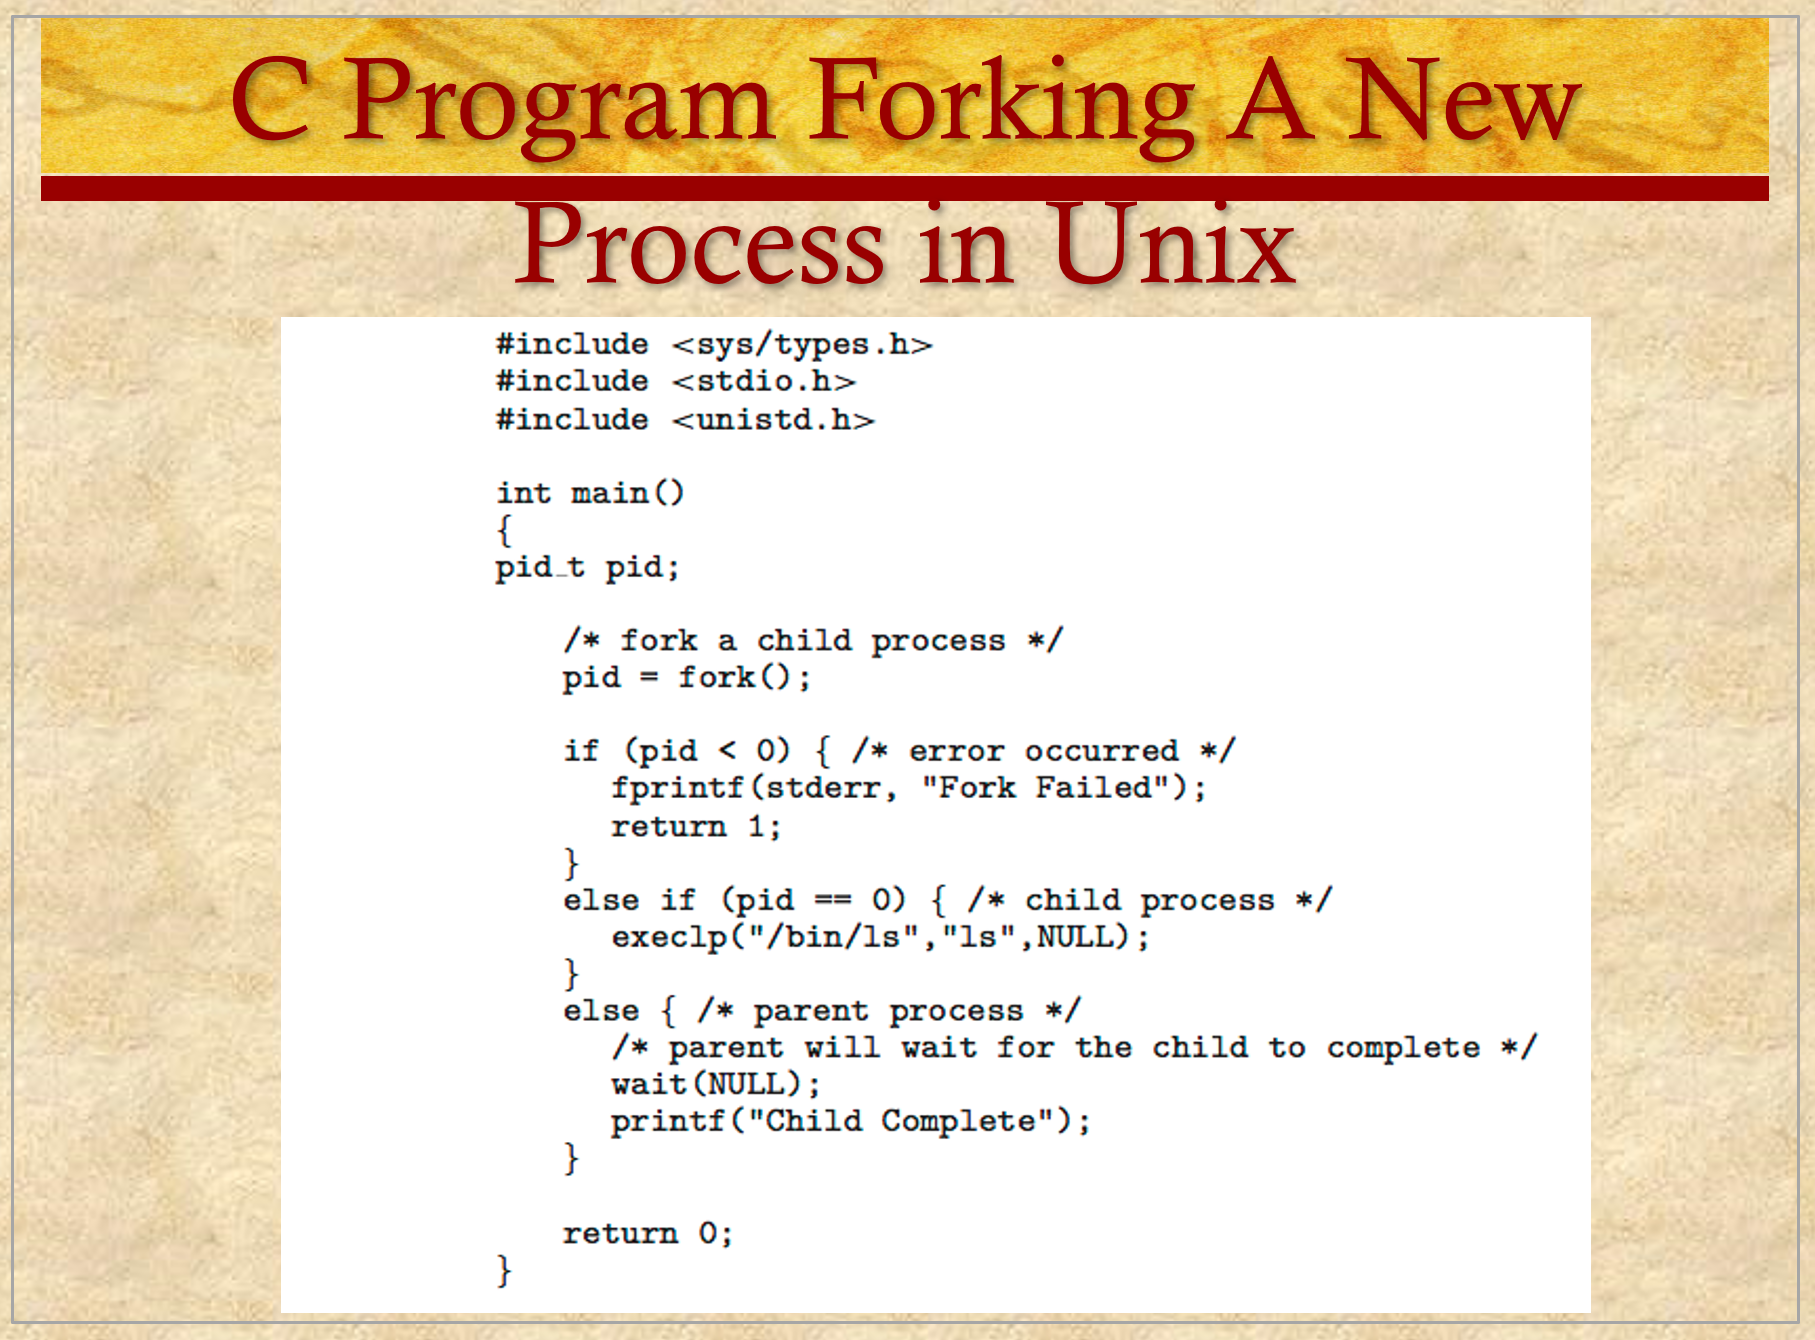 C Program Forking A New
Process in Unix
#include <sys/types.h>
#include <stdio.h>
#include <unistd.h>
int main()
{
pid_t pid;
/* fork a child process */
pid = fork();
if (pid < 0) { /* error occurred */
fprintf(stderr, "Fork Failed");
return 1;
}
else if (pid == 0) { /* child process */
execlp("/bin/ls","ls",NULL);
}
else { /* parent process */
/* parent will wait for the child to complete */
wait(NULL);
printf("Child Complete");
}
return 0;
}